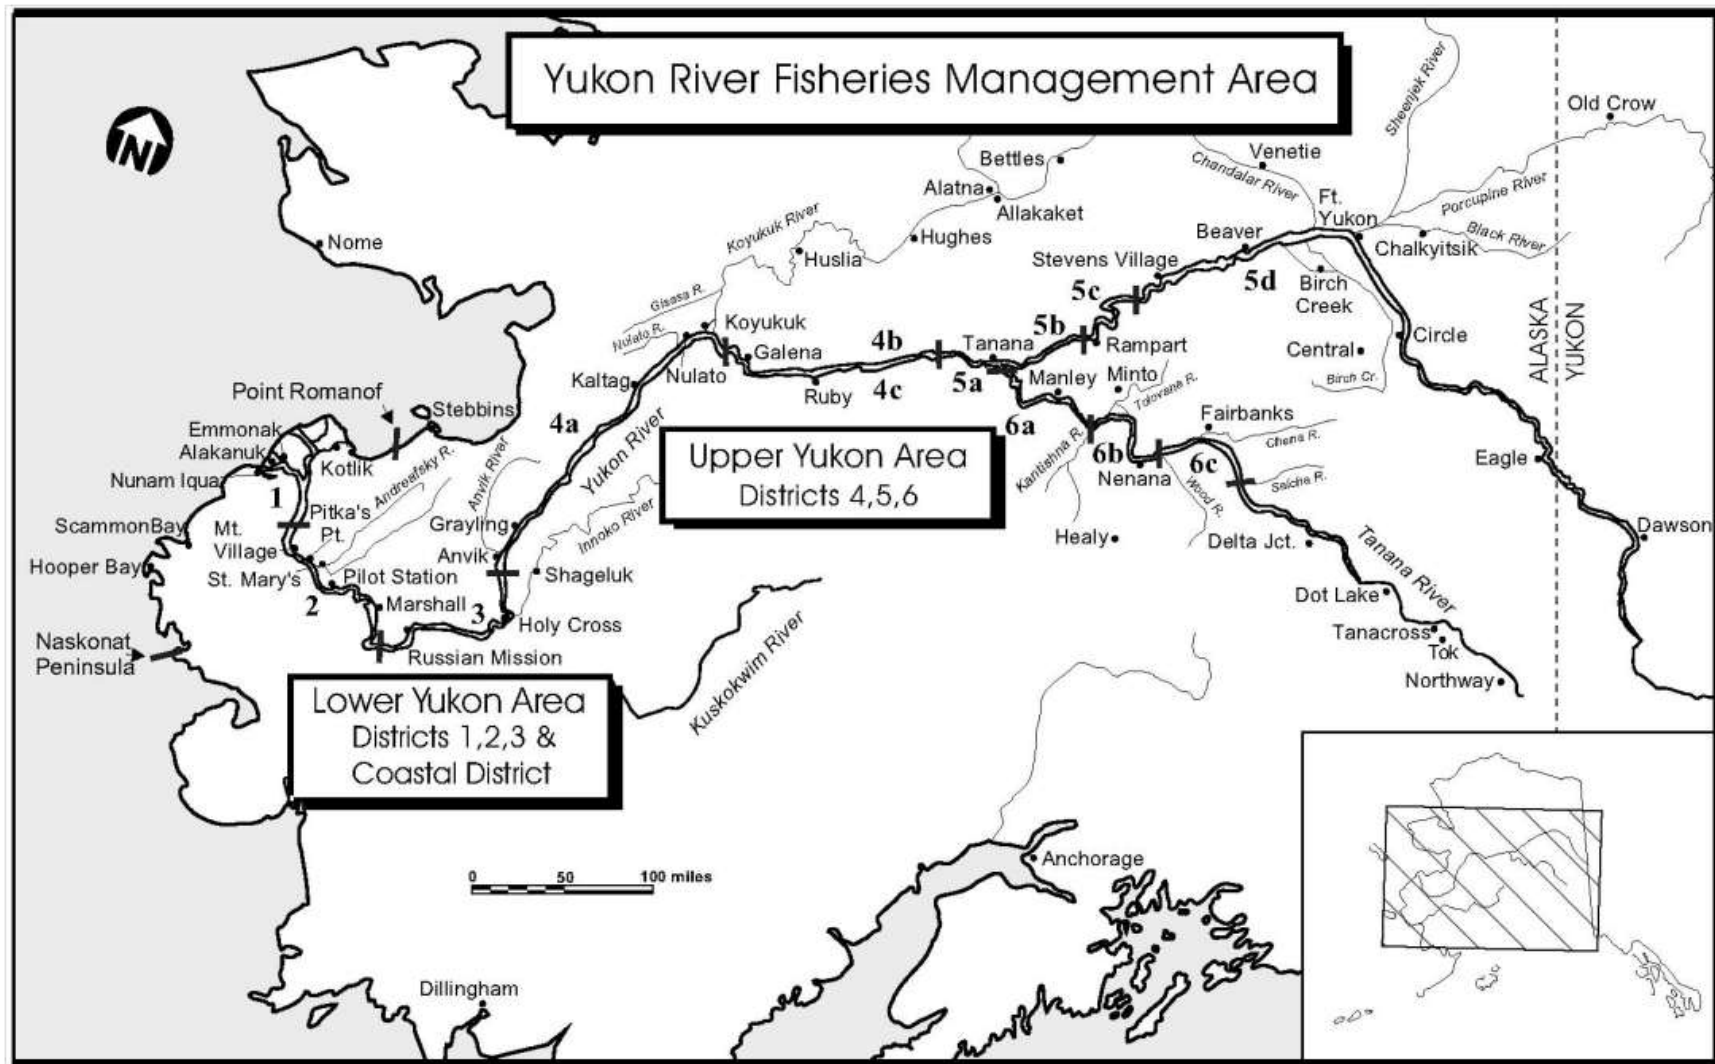 Yukon River Fisheries Management Area
N
Old Crow
Sheenjek River
Bettles
Venetie
Chandalar River
Alatna
Allakaket
Ft.
Yukon
Porcupine River
Koyukuk River
Hughes
Beaver
Chalkyitsik
Black River
Nome
Huslia
Stevens Village
5d
Birch
Creek
5c
Gisasa R.
Koyukuk
Nulato R.
4b
5b
ALASKA
YUKON
Galena
Tanana
Rampart
Central
Circle
Nulato
Kaltag
Ruby
4c
5a
Manley
Minto
Tolovana R.
Birch Cr.
Point Romanof
Stebbins
4a
6a
Fairbanks
Emmonak
Alakanuk
Kotlik
Yukon River
Upper Yukon Area
Districts 4,5,6
Kantishna R.
6b
6c
Chena R.
Eagle
Nunam Iqua
Andreafsky R.
Anvik River
Nenana
Salcha R.
1
Wood R.
Pitka's
Pt.
Scammon Bay
Mt.
Village
Grayling
Innoko River
Healy
Delta Jct.
Dawson
Hooper Bay
St. Mary's
Anvik
Pilot Station
Shageluk
Tanana River
2
Marshall
3
Holy Cross
Dot Lake
Naskonat
Peninsula
Russian Mission
Kuskokwim River
Tanacross
Tok
Northway
Lower Yukon Area
Districts 1,2,3 &
Coastal District
0 50 100 miles
Anchorage
Dillingham